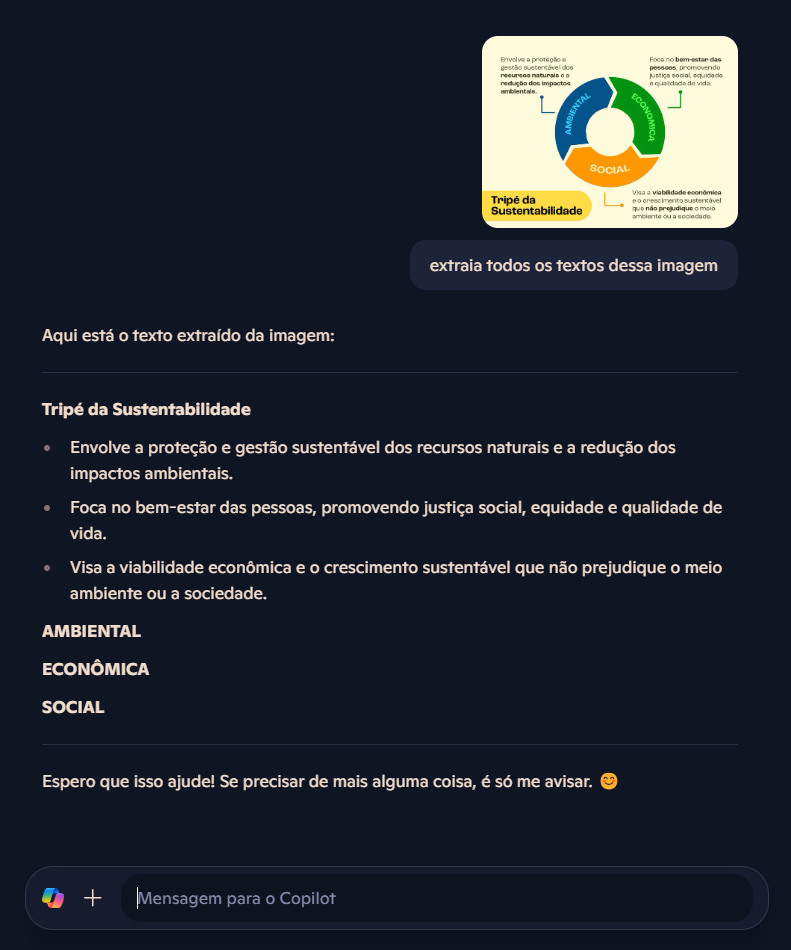 Envolve a proteção e
gestão sustentável dos
recursos naturais e a
redução dos impactos
ambientais.
Foca no bem-estar das
pessoas, promovendo
justiça social, equidade
e qualidade de vida.
AMBIENTAL
ECONÔMICA
SOCIAL
Tripé da
Sustentabilidade
Visa a viabilidade econômica
e o crescimento sustentável
que não prejudique o meio
ambiente ou a sociedade.
extraia todos os textos dessa imagem
Aqui está o texto extraído da imagem:
Tripé da Sustentabilidade
• Envolve a proteção e gestão sustentável dos recursos naturais e a redução dos
impactos ambientais.
• Foca no bem-estar das pessoas, promovendo justiça social, equidade e qualidade de
vida.
• Visa a viabilidade econômica e o crescimento sustentável que não prejudique o meio
ambiente ou a sociedade.
AMBIENTAL
ECONÔMICA
SOCIAL
Espero que isso ajude! Se precisar de mais alguma coisa, é só me avisar. 😊
Mensagem para o Copilot